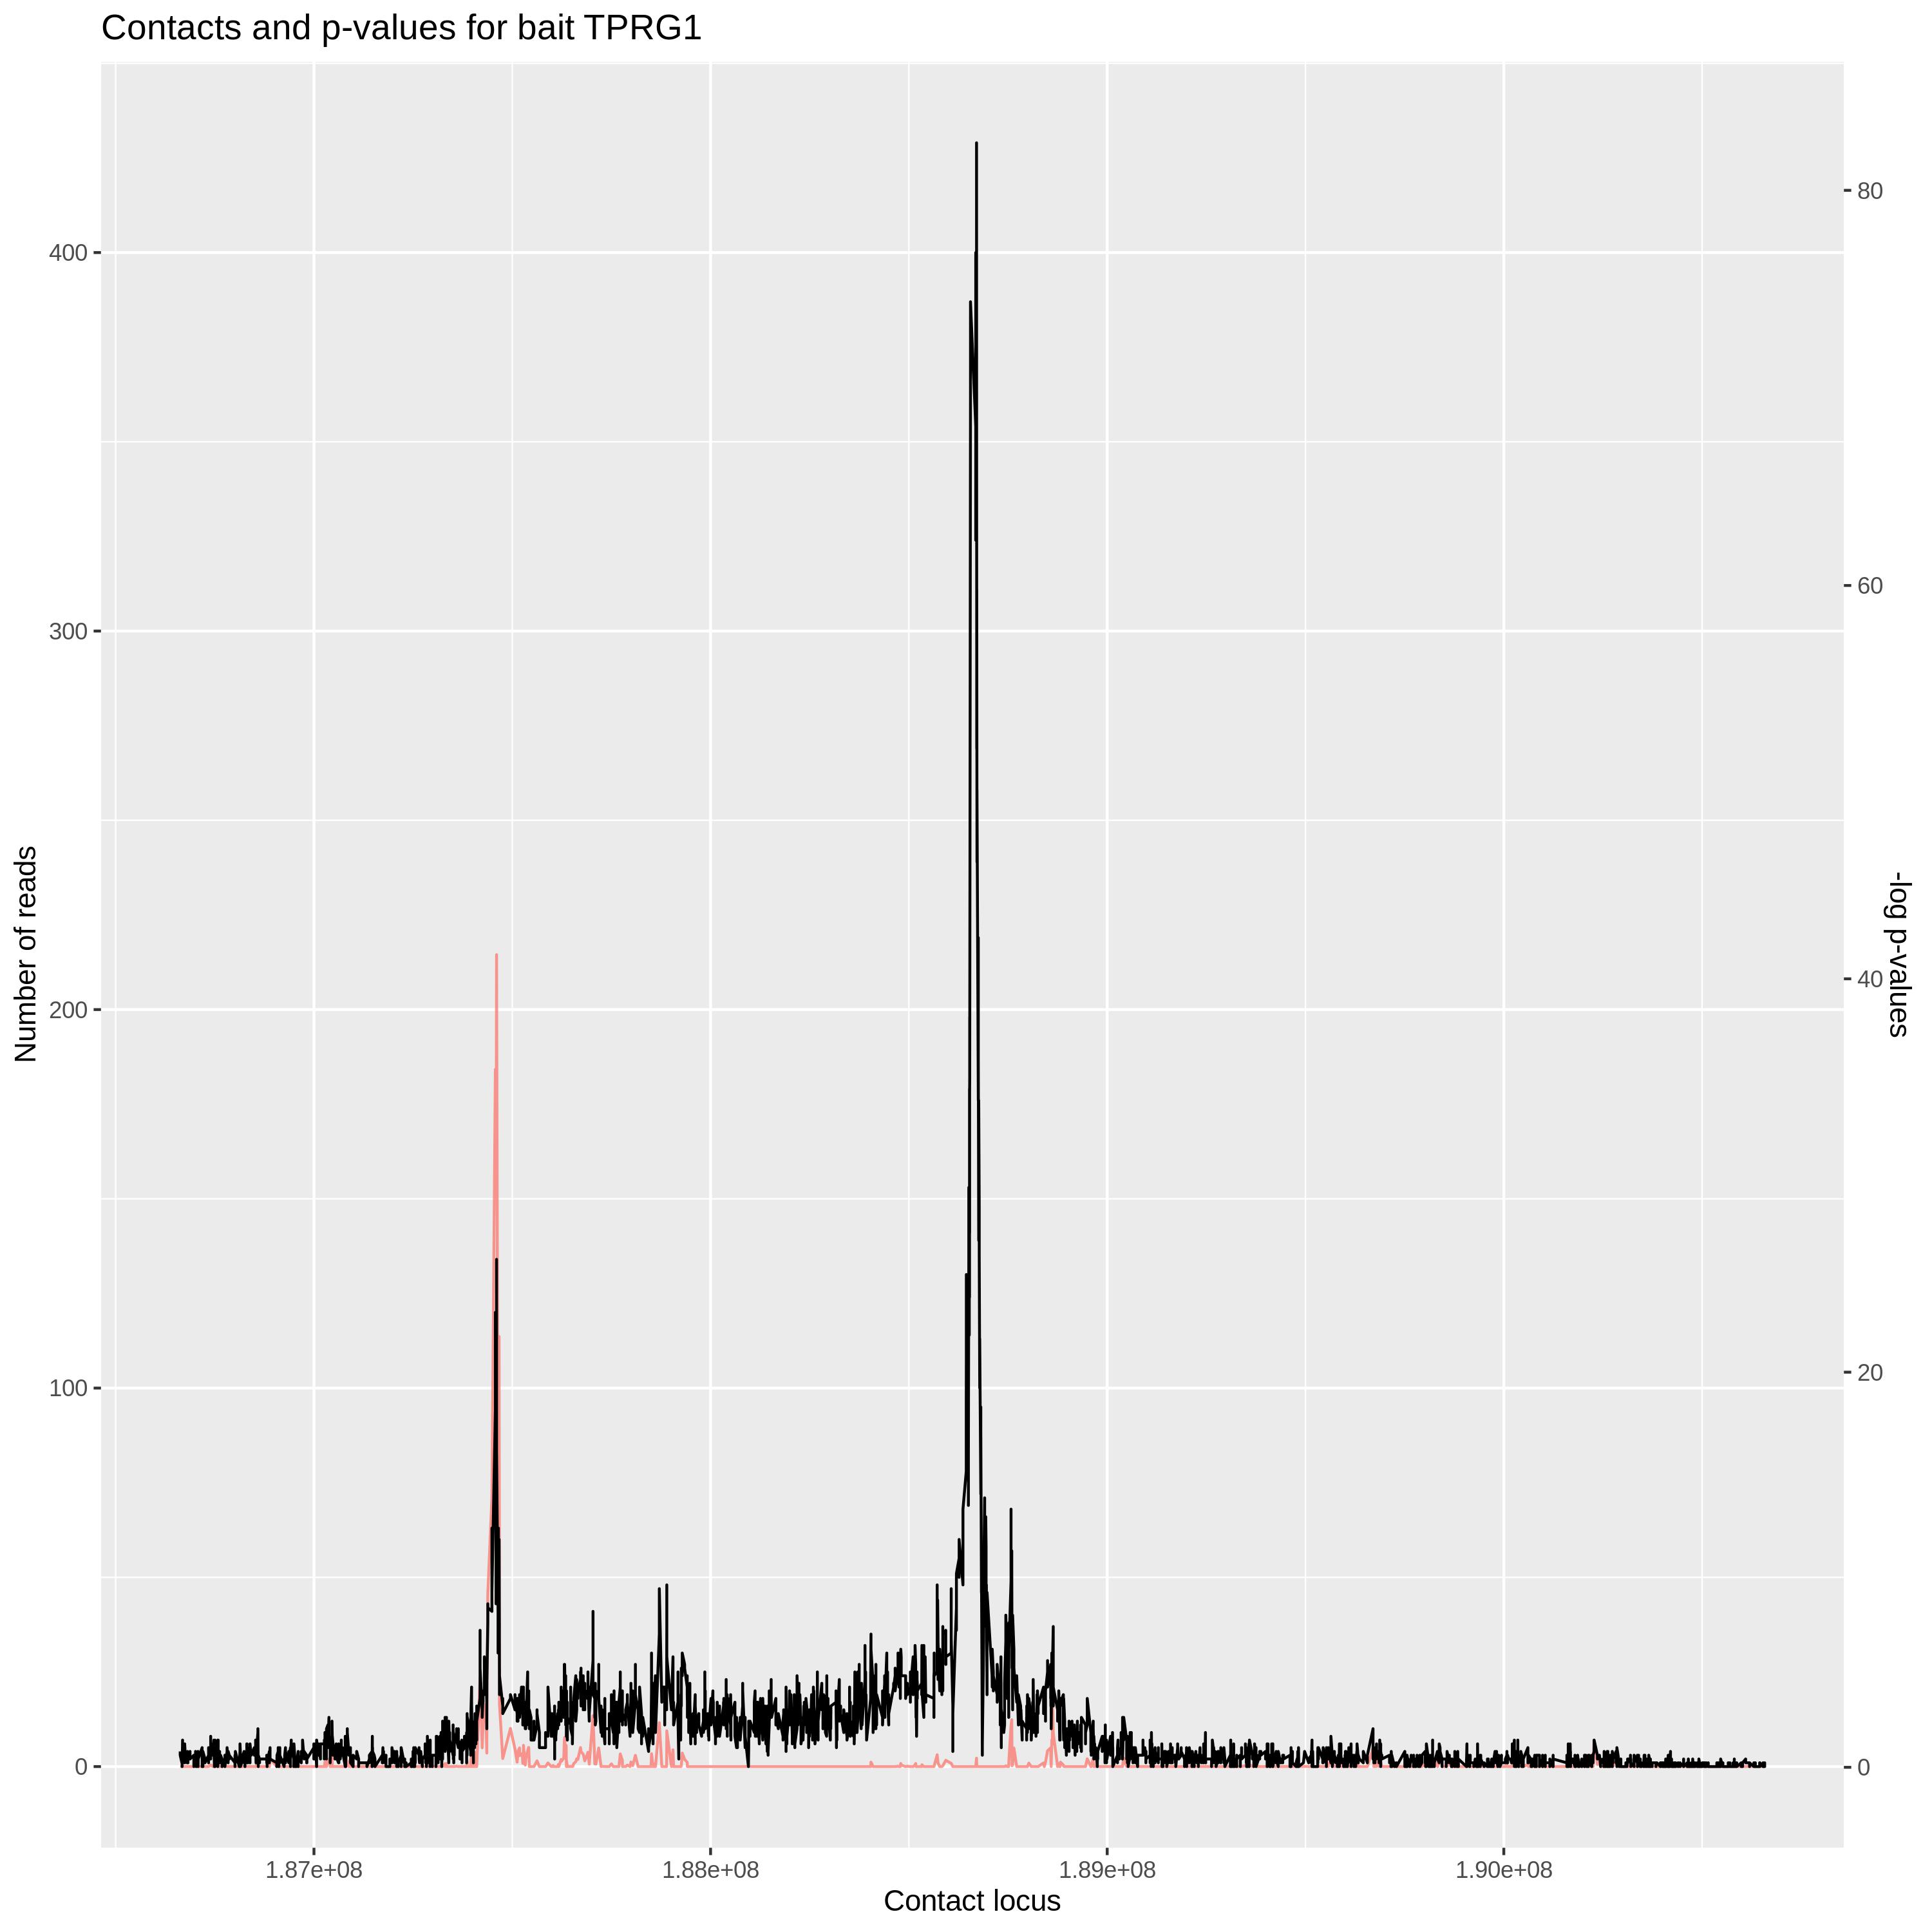 Contacts and p-values for bait TPRG1
Number of reads
400
300
200
100
0
80
60
40
20
0
-log p-values
1.87e+08 1.88e+08 1.89e+08 1.90e+08
Contact locus